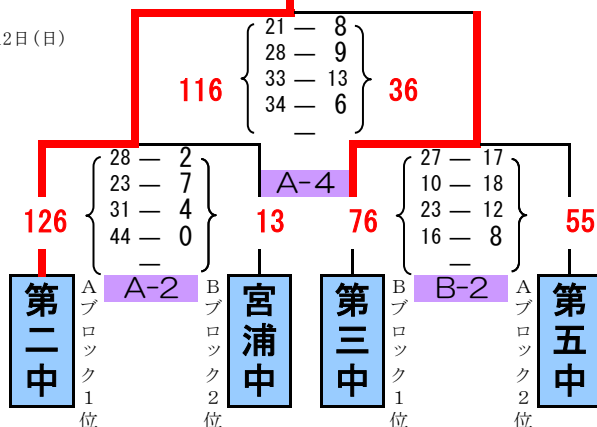 2日(日)
21 — 8
28 — 9
33 — 13
34 — 6
—
116
36
A-4
28 — 2
23 — 7
31 — 4
44 — 0
—
126
13
A-2
27 — 17
10 — 18
23 — 12
16 — 8
—
76
55
B-2
第二中
Aブロック1位
Bブロック2位
宮浦中
第三中
Bブロック1位
Aブロック2位
第五中